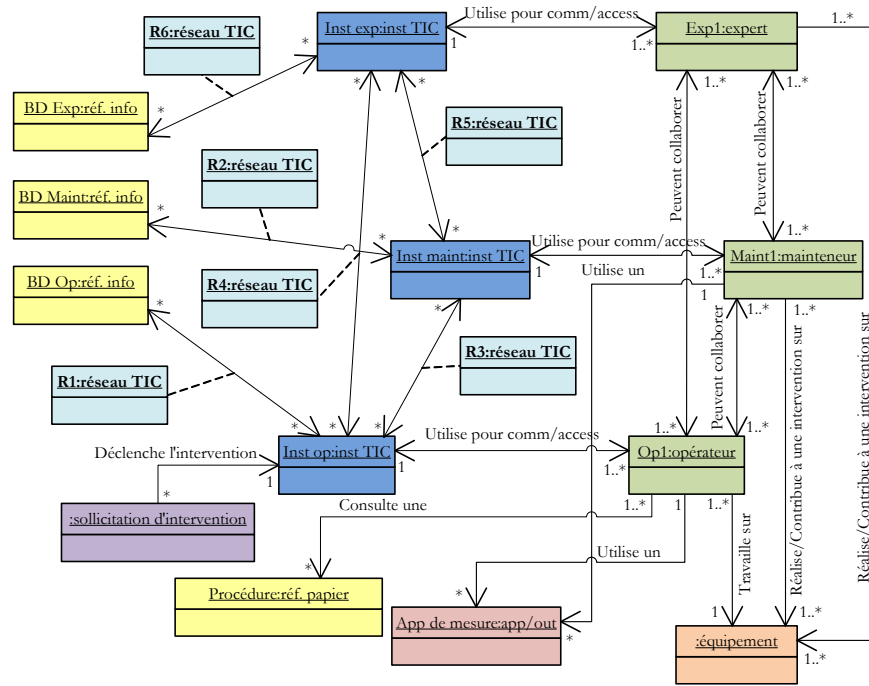 R6:réseau TIC
Inst exp:inst TIC
Utilise pour comm/access
Exp1:expert
1
1..*
1..*
*
*
*
1..*
1..*
BD Exp:réf. info
*
R5:réseau TIC
R2:réseau TIC
Peuvent collaborer
Peuvent collaborer
BD Maint:réf. info
*
*
*
1..*
Inst maint:inst TIC
Utilise pour comm/access
Maint1:mainteneur
1
1..*
BD Op:réf. info
R4:réseau TIC
Utilise un
*
*
1
1..*
1..*
R3:réseau TIC
R1:réseau TIC
Peuvent collaborer
Réalise/Contribue à une intervention sur
Réalise/Contribue à une intervention sur
*
*
*
1..*
1..*
Inst op:inst TIC
Utilise pour comm/access
Op1:opérateur
Déclenche l'intervention
1
1
1..*
*
:sollicitation d'intervention
Consulte une
1..*
1
1..*
Travaille sur
Utilise un
*
Procédure:réf. papier
*
App de mesure:app/out
*
1
1..*
:équipement
1..*